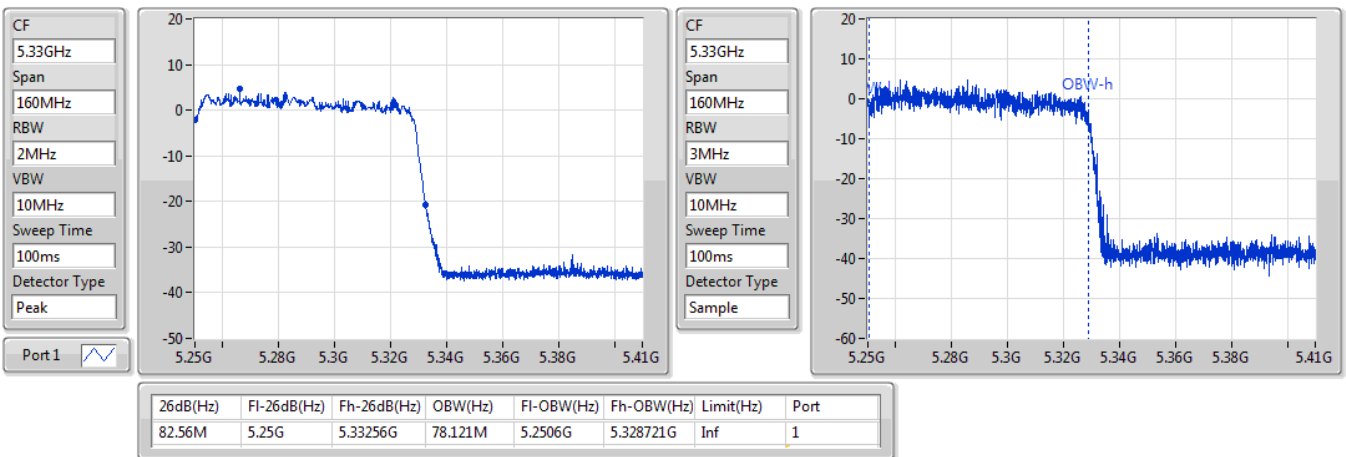 CF
5.33GHz
Span
160MHz
RBW
2MHz
VBW
10MHz
Sweep Time
100ms
Detector Type
Peak
Port 1
20
10
0
-10
-20
-30
-40
-50
5.25G 5.28G 5.3G 5.32G 5.34G 5.36G 5.38G 5.41G
CF
5.33GHz
Span
160MHz
RBW
3MHz
VBW
10MHz
Sweep Time
100ms
Detector Type
Sample
20
10
0
-10
-20
-30
-40
-50
-60
OBW-h
5.25G 5.28G 5.3G 5.32G 5.34G 5.36G 5.38G 5.41G
26dB(Hz) Fl-26dB(Hz) Fh-26dB(Hz) OBW(Hz) Fl-OBW(Hz) Fh-OBW(Hz) Limit(Hz) Port
82.56M 5.25G 5.33256G 78.121M 5.2506G 5.328721G Inf 1